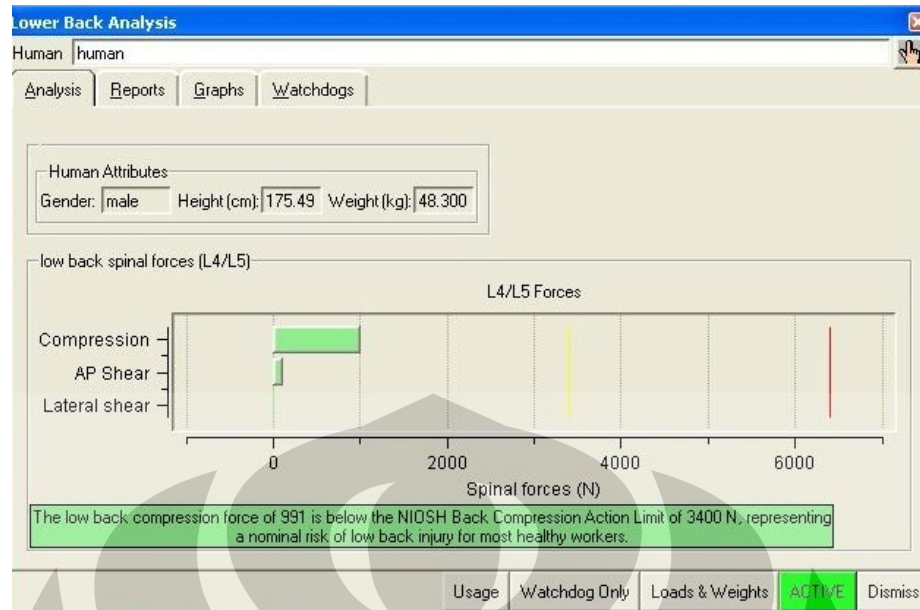 Lower Back Analysis
Human human
Analysis Reports Graphs Watchdogs
Human Attributes
Gender: male Height (cm): 175.49 Weight (kg): 48.300
low back spinal forces (L4/L5)
L4/L5 Forces
Compression
AP Shear
Lateral shear
0 2000 4000 6000
Spinal forces (N)
The low back compression force of 991 is below the NIOSH Back Compression Action Limit of 3400 N, representing
a nominal risk of low back injury for most healthy workers.
Usage Watchdog Only Loads & Weights ACTIVE Dismiss